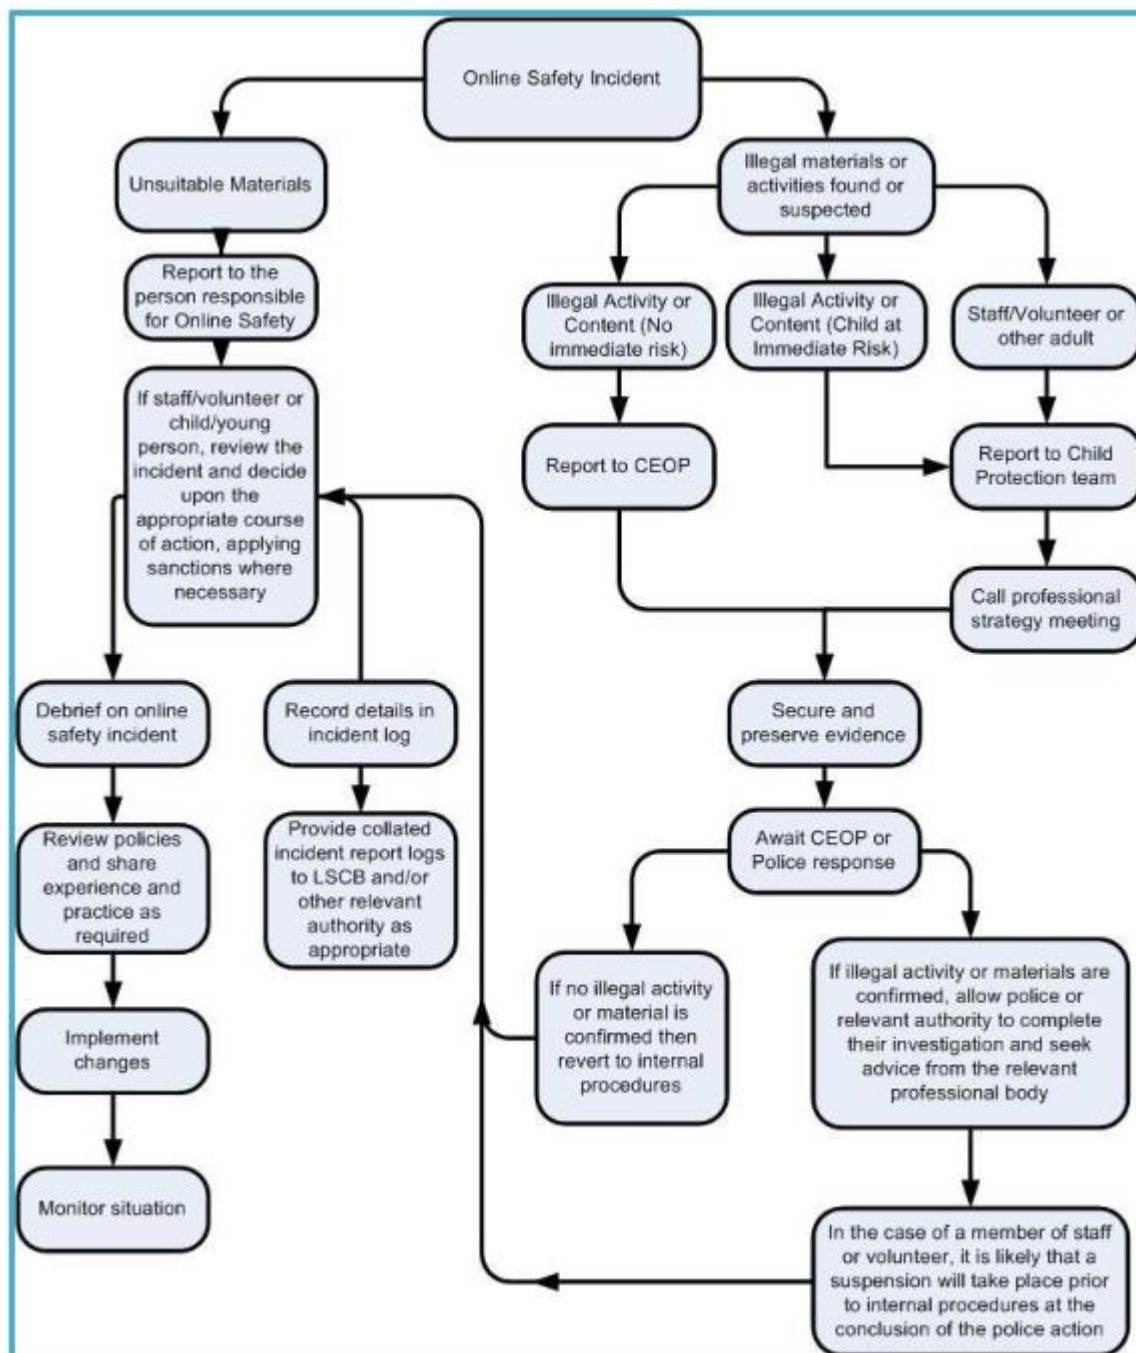 Online Safety Incident
Unsuitable Materials
Report to the
person responsible
for Online Safety
If staff/volunteer or
child/young
person, review the
incident and decide
upon the
appropriate course
of action, applying
sanctions where
necessary
Debrief on online
safety incident
Review policies
and share
experience and
practice as
required
Implement
changes
Monitor situation
Record details in
incident log
Provide collated
incident report logs
to LSCB and/or
other relevant
authority as
appropriate
Illegal materials or
activities found or
suspected
Illegal Activity or
Content (No
immediate risk)
Illegal Activity or
Content (Child at
Immediate Risk)
Staff/Volunteer or
other adult
Report to CEOP
Report to Child
Protection team
Call professional
strategy meeting
Secure and
preserve evidence
Await CEOP or
Police response
If no illegal activity
or material is
confirmed then
revert to internal
procedures
If illegal activity or materials are
confirmed, allow police or
relevant authority to complete
their investigation and seek
advice from the relevant
professional body
In the case of a member of staff
or volunteer, it is likely that a
suspension will take place prior
to internal procedures at the
conclusion of the police action